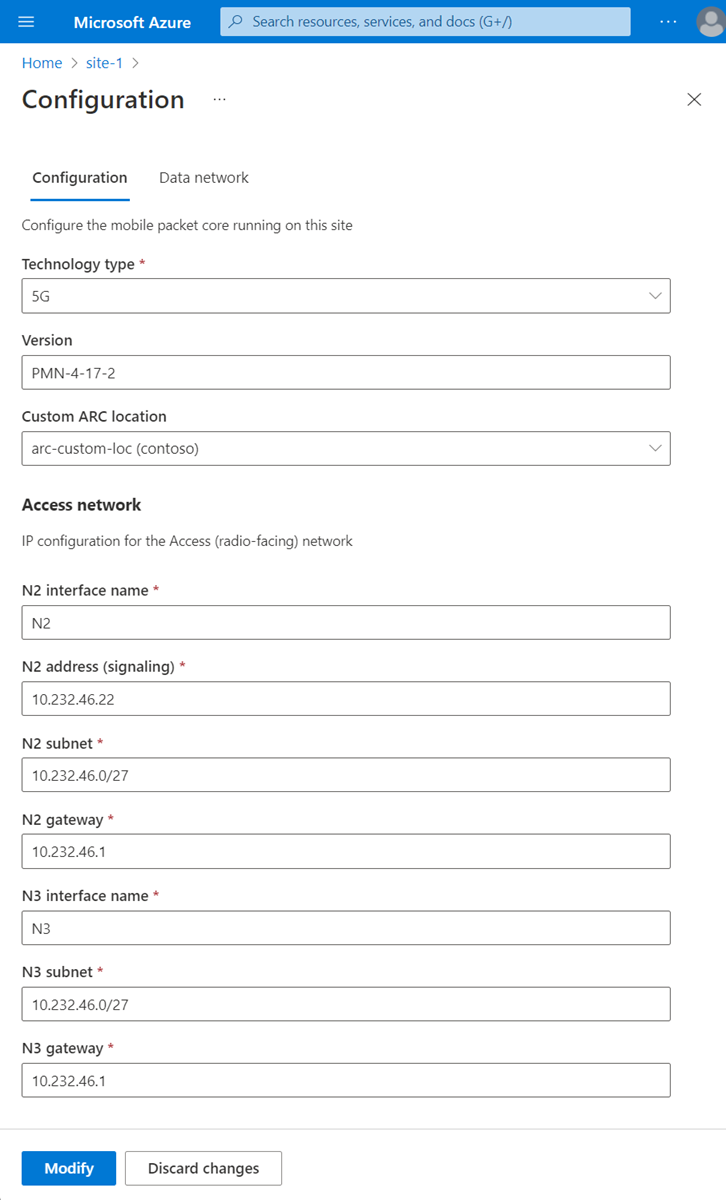 Microsoft Azure
Search resources, services, and docs (G+/)
Home > site-1 >
Configuration ...
Configuration Data network
Configure the mobile packet core running on this site
Technology type *
5G
Version
PMN-4-17-2
Custom ARC location
arc-custom-loc (contoso)
Access network
IP configuration for the Access (radio-facing) network
N2 interface name *
N2
N2 address (signaling) *
10.232.46.22
N2 subnet *
10.232.46.0/27
N2 gateway *
10.232.46.1
N3 interface name *
N3
N3 subnet *
10.232.46.0/27
N3 gateway *
10.232.46.1
Modify Discard changes